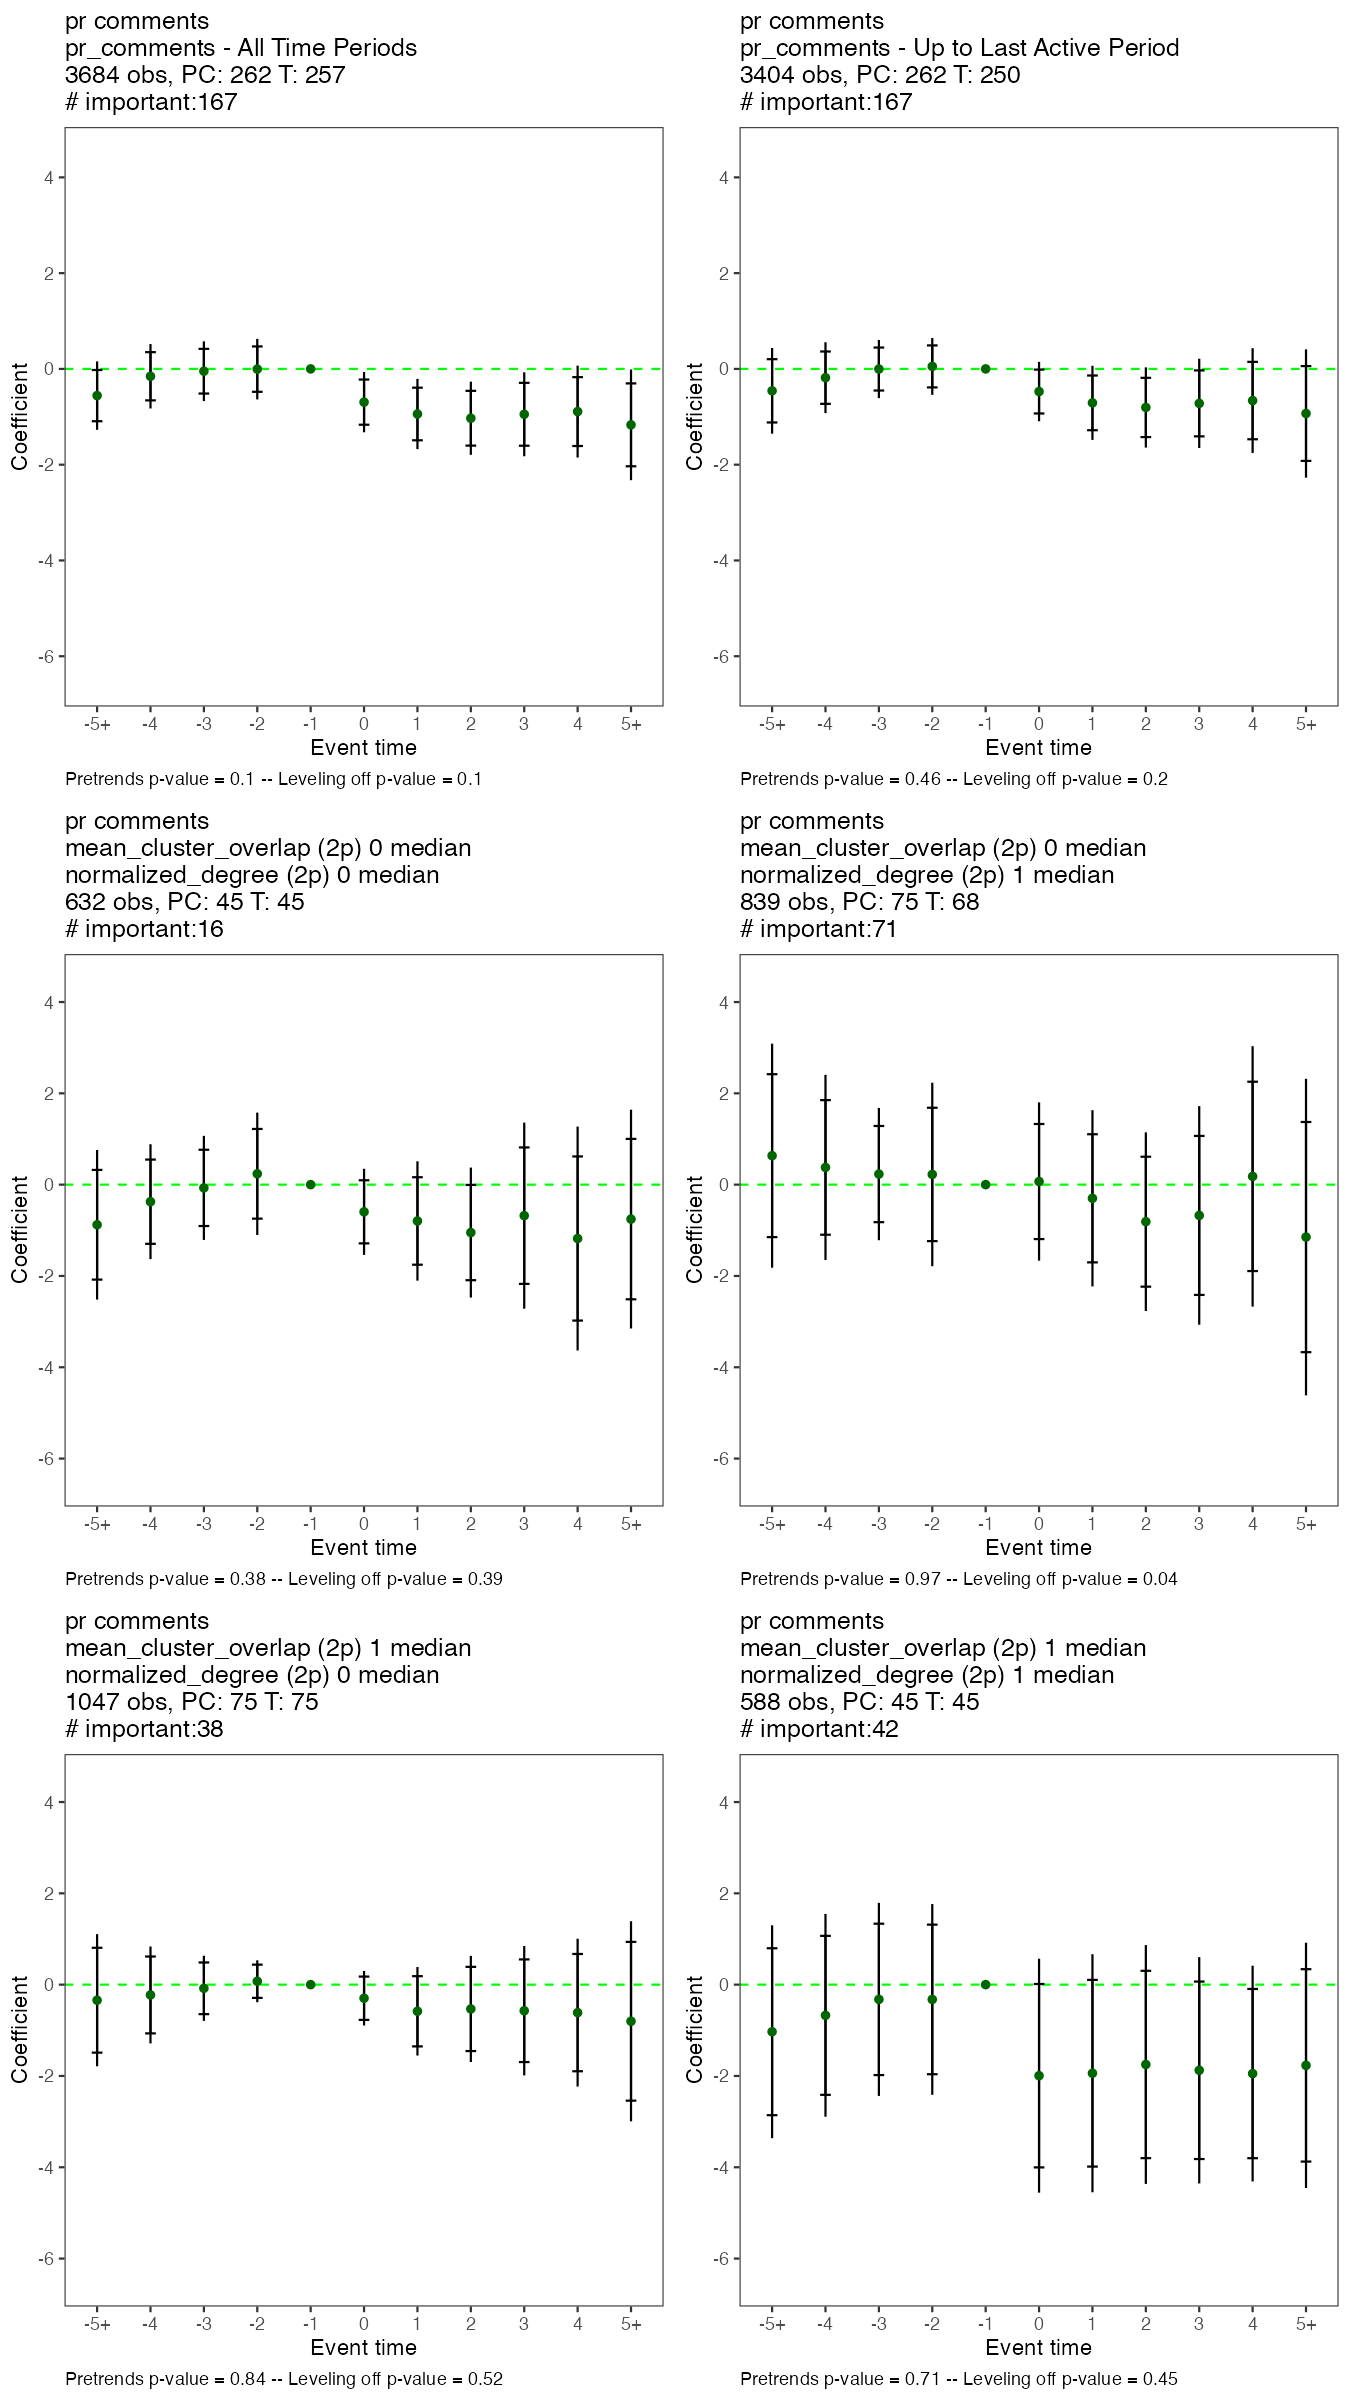 pr comments
pr_comments - All Time Periods
3684 obs, PC: 262 T: 257
# important:167
4
2
0
-2
-4
-6
Coefficient
-5+ -4 -3 -2 -1 0 1 2 3 4 5+
Event time
Pretrends p-value = 0.1 -- Leveling off p-value = 0.1
pr comments
pr_comments - Up to Last Active Period
3404 obs, PC: 262 T: 250
# important:167
4
2
0
-2
-4
-6
Coefficient
-5+ -4 -3 -2 -1 0 1 2 3 4 5+
Event time
Pretrends p-value = 0.46 -- Leveling off p-value = 0.2
pr comments
mean_cluster_overlap (2p) 0 median
normalized_degree (2p) 0 median
632 obs, PC: 45 T: 45
# important:16
4
2
0
-2
-4
-6
Coefficient
-5+ -4 -3 -2 -1 0 1 2 3 4 5+
Event time
Pretrends p-value = 0.38 -- Leveling off p-value = 0.39
pr comments
mean_cluster_overlap (2p) 0 median
normalized_degree (2p) 1 median
839 obs, PC: 75 T: 68
# important:71
4
2
0
-2
-4
-6
Coefficient
-5+ -4 -3 -2 -1 0 1 2 3 4 5+
Event time
Pretrends p-value = 0.97 -- Leveling off p-value = 0.04
pr comments
mean_cluster_overlap (2p) 1 median
normalized_degree (2p) 0 median
1047 obs, PC: 75 T: 75
# important:38
4
2
0
-2
-4
-6
Coefficient
-5+ -4 -3 -2 -1 0 1 2 3 4 5+
Event time
Pretrends p-value = 0.84 -- Leveling off p-value = 0.52
pr comments
mean_cluster_overlap (2p) 1 median
normalized_degree (2p) 1 median
588 obs, PC: 45 T: 45
# important:42
4
2
0
-2
-4
-6
Coefficient
-5+ -4 -3 -2 -1 0 1 2 3 4 5+
Event time
Pretrends p-value = 0.71 -- Leveling off p-value = 0.45